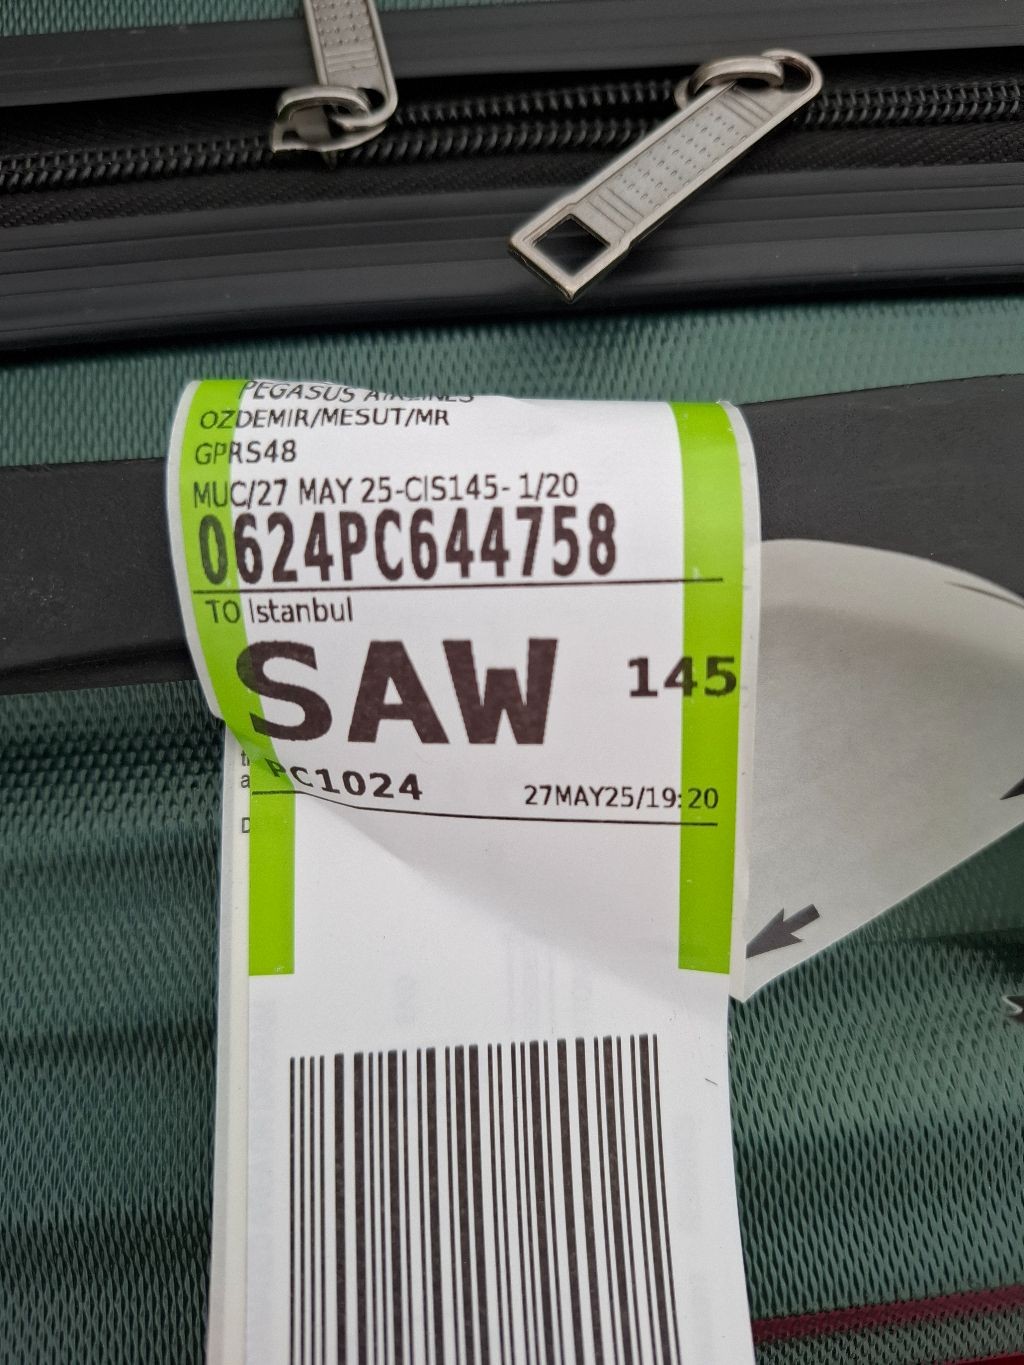 PEGASUS AIRLINES
OZDEMIR/MESUT/MR
GPRS48
MUC/27 MAY 25-CIS145- 1/20
0624PC644758
TO Istanbul
SAW 145
PC1024 27MAY25/19:20